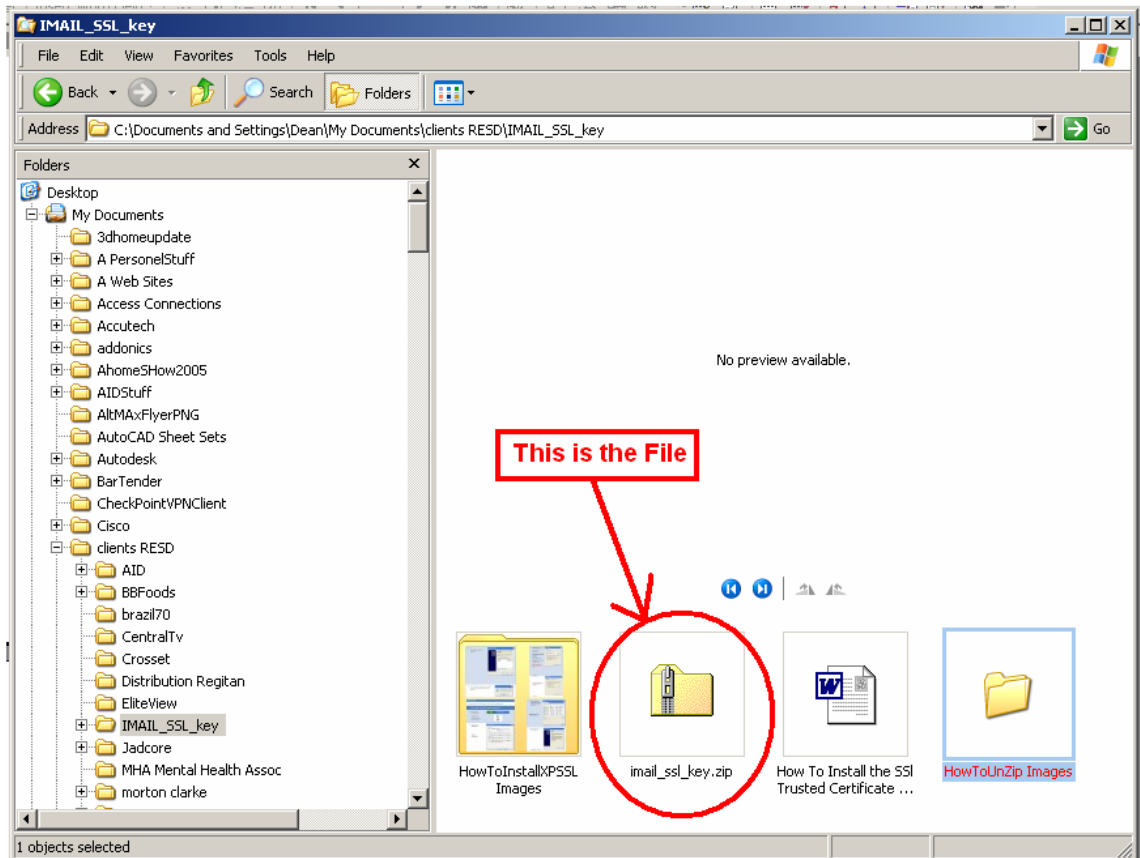 IMAIL_SSL_key
File Edit View Favorites Tools Help
Back Search Folders
Address C:\Documents and Settings\Dean\My Documents\clients RESD\IMAIL_SSL_key Go
Folders
Desktop
My Documents
3dhomeupdate
A PersonelStuff
A Web Sites
Access Connections
Accutech
addonics
AhomeSHow2005
AIDStuff
AltMAxFlyerPNG
AutoCAD Sheet Sets
Autodesk
BarTender
CheckPointVPNClient
Cisco
clients RESD
AID
BBFoods
brazil70
CentralTv
Crosset
Distribution Regitan
EliteView
IMAIL_SSL_key
Jadcore
MHA Mental Health Assoc
morton clarke
No preview available.
This is the File
HowToInstallXPSSL
Images
imail_ssl_key.zip
How To Install the SSl
Trusted Certificate ...
HowToUnZip Images
1 objects selected